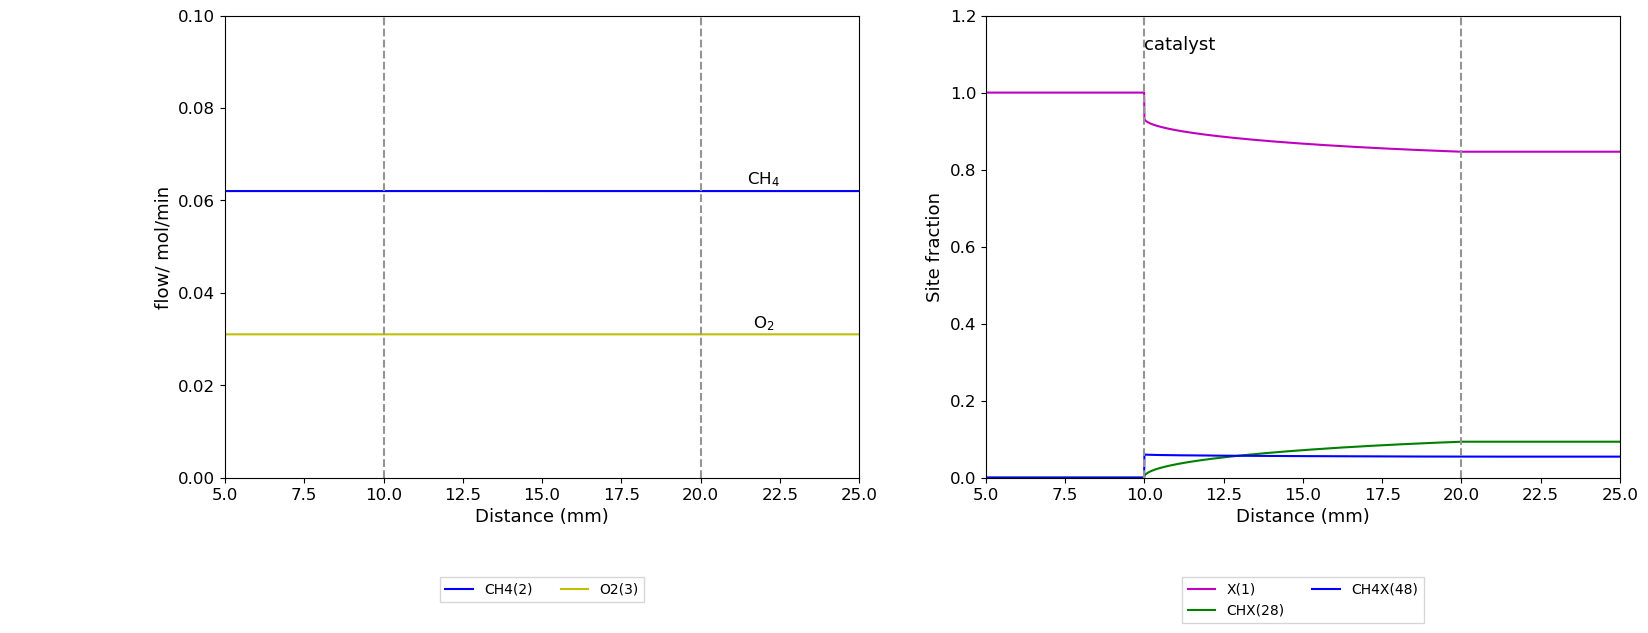 0.10
0.08
0.06
0.04
0.02
0.00
flow/ mol/min
CH4
O2
5.0 7.5 10.0 12.5 15.0 17.5 20.0 22.5 25.0
Distance (mm)
CH4(2) O2(3)
1.2
1.0
0.8
0.6
0.4
0.2
0.0
Site fraction
catalyst
5.0 7.5 10.0 12.5 15.0 17.5 20.0 22.5 25.0
Distance (mm)
X(1) CH4X(48)
CHX(28)